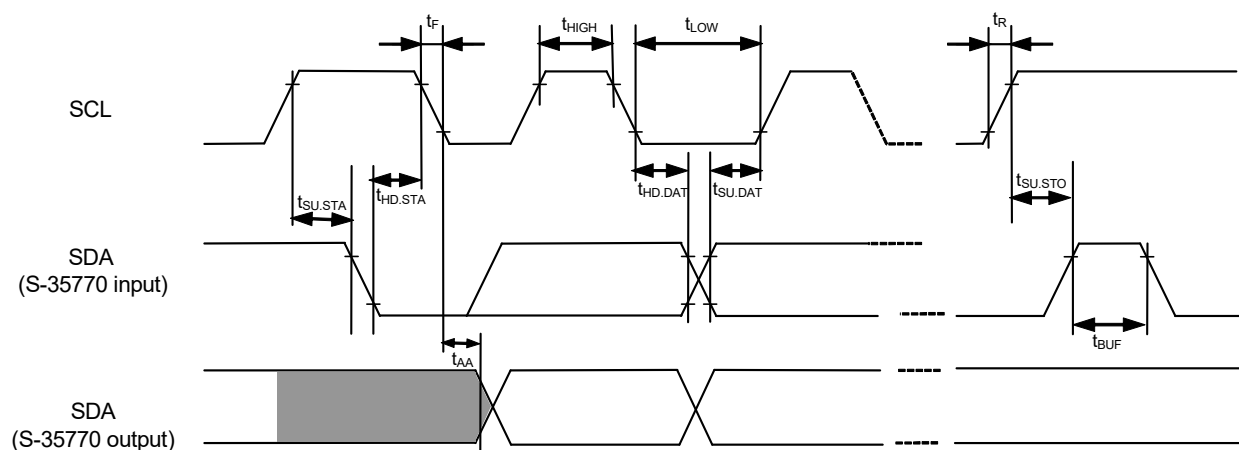 tF
tHIGH
tLOW
tR
SCL
tSU.STA
tHD.STA
tHD.DAT
tSU.DAT
tSU.STO
SDA
(S-35770 input)
tBUF
tAA
SDA
(S-35770 output)